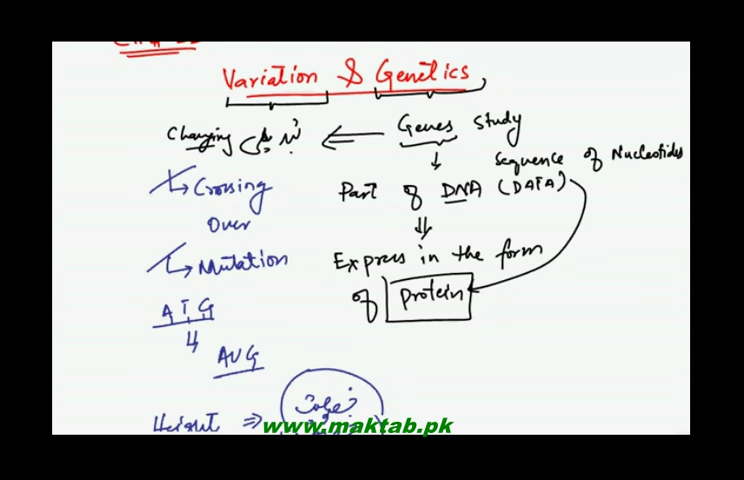 Variation & Genetics
Changing
Genes Study
Sequence of Nucleotides
Crossing
Over
Part of DNA (DATA)
Mutation
Express in the form
of Protein
ATG
AUG
Height ⇒
www.maktab.pk